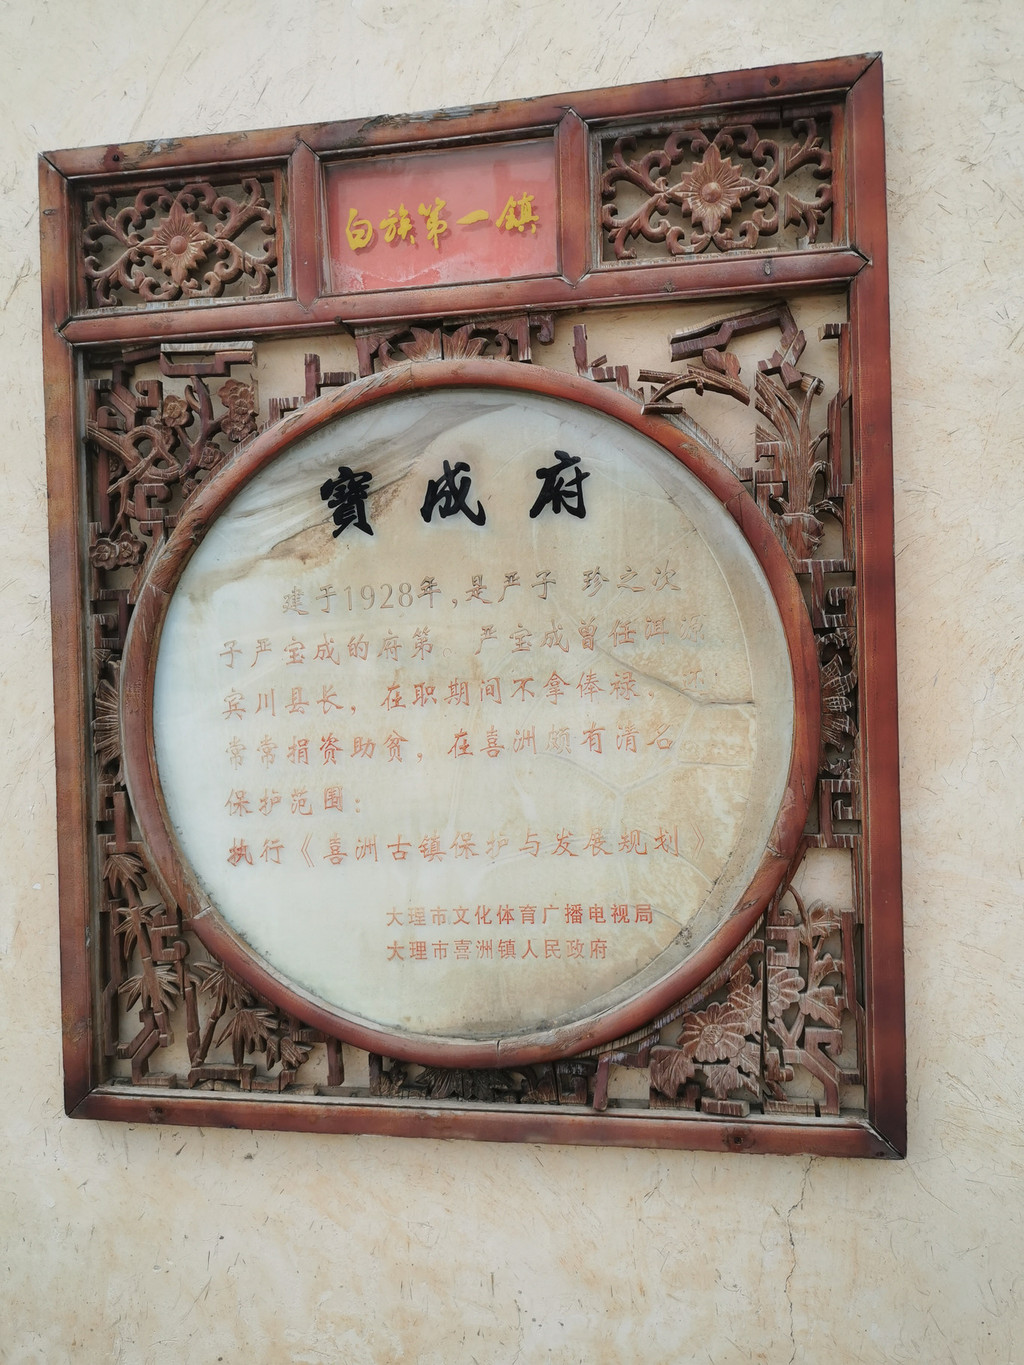 白族第一镇
寳成府
建于1928年,是严子 珍之次
子严宝成的府第。严宝成曾任洱源
宾川县长，在职期间不拿俸禄，还
常常捐资助贫，在喜洲颇有清名
保护范围：
执行《喜洲古镇保护与发展规划》
大理市文化体育广播电视局
大理市喜洲镇人民政府